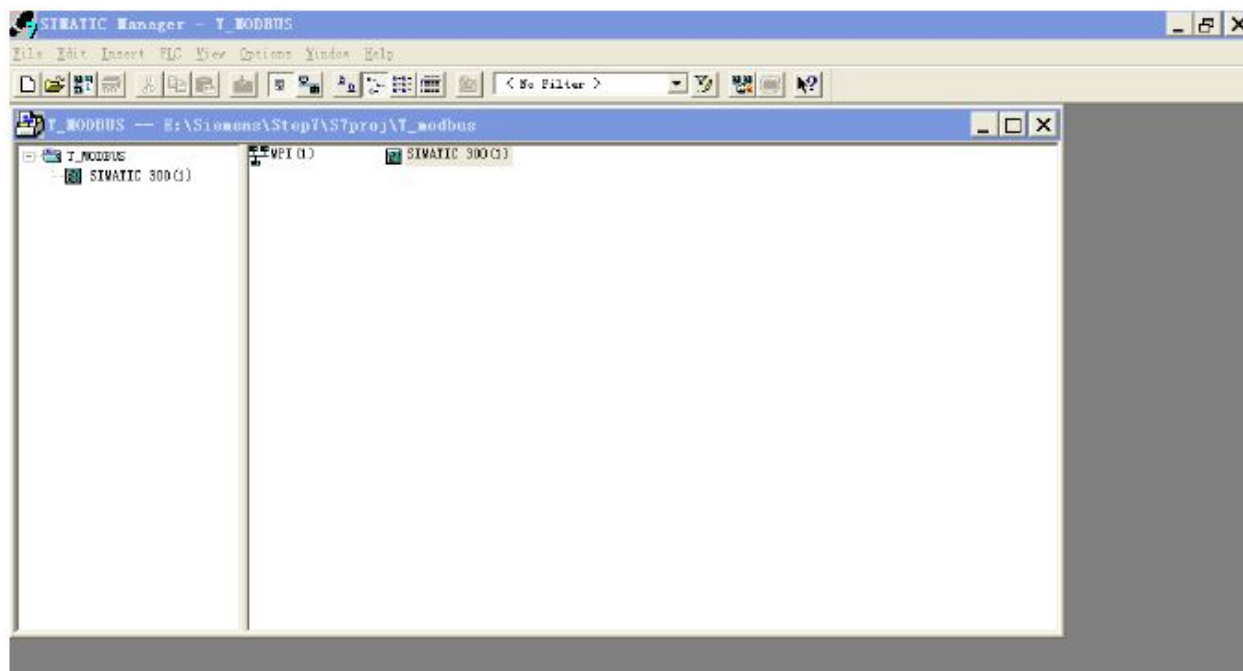 SIMATIC Manager - T_MODBUS
File Edit Insert PLC View Options Window Help
< No Filter >
T_MODBUS -- E:\Siemens\Step7\S7proj\T_modbus
T_MODBUS
SIMATIC 300(1)
MPI(1) SIMATIC 300(1)